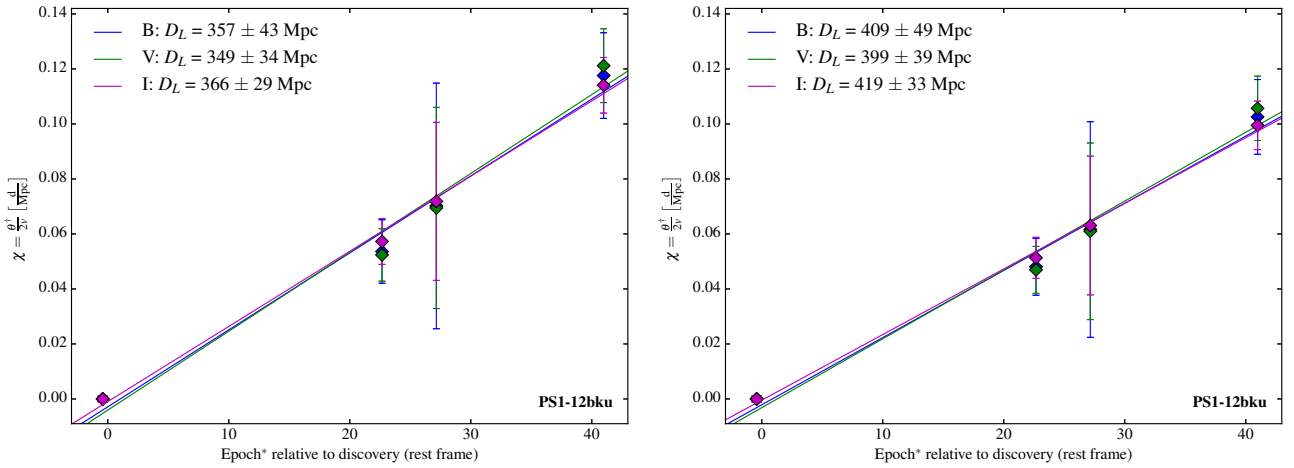 B: D_L = 357 ± 43 Mpc
V: D_L = 349 ± 34 Mpc
I: D_L = 366 ± 29 Mpc
0.14
0.12
0.10
0.08
0.06
0.04
0.02
0.00
χ = θ†/2v [d/Mpc]
PS1-12bku
0 10 20 30 40
Epoch* relative to discovery (rest frame)
B: D_L = 409 ± 49 Mpc
V: D_L = 399 ± 39 Mpc
I: D_L = 419 ± 33 Mpc
0.14
0.12
0.10
0.08
0.06
0.04
0.02
0.00
χ = θ†/2v [d/Mpc]
PS1-12bku
0 10 20 30 40
Epoch* relative to discovery (rest frame)